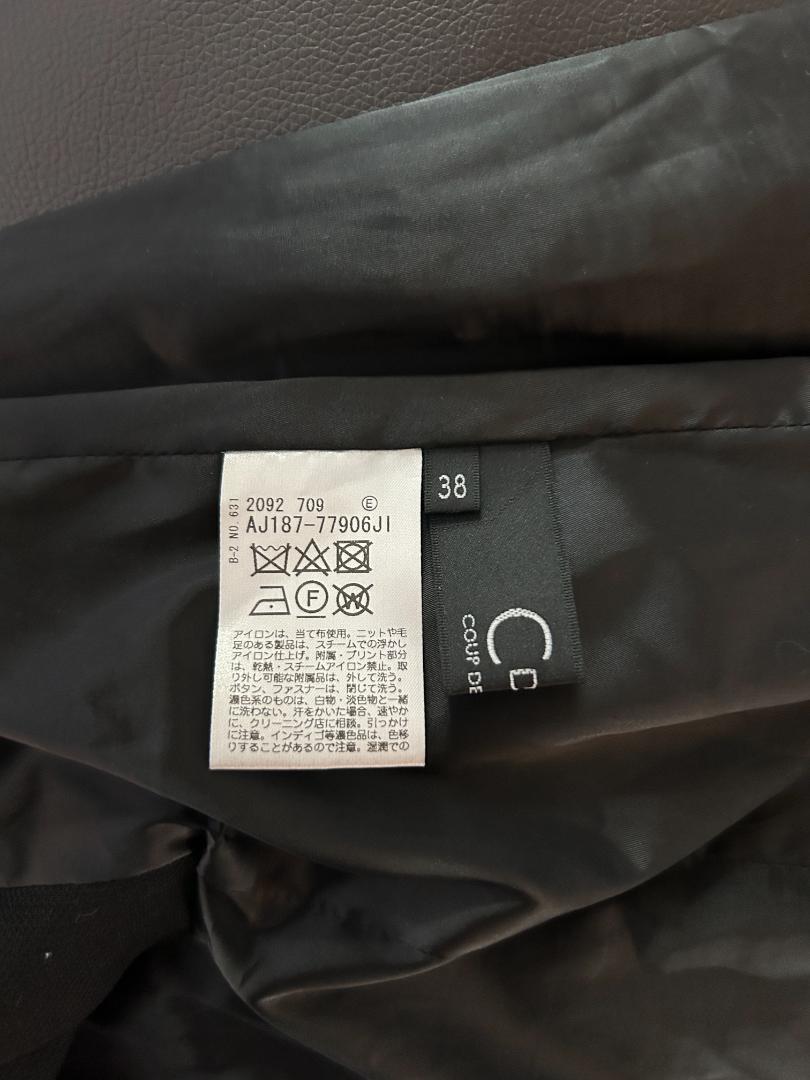 B-2 NO.631
2092 709 Ⓔ
AJ187-77906JI
F
W
アイロンは、当て布使用。ニットや毛
足のある製品は、スチームでの浮かし
アイロン仕上げ。附属・プリント部分
は、乾熱・スチームアイロン禁止。取
り外し可能な附属品は、外して洗う。
ボタン、ファスナーは、閉じて洗う。
濃色系のものは、白物・淡色物と一緒
に洗わない。汗をかいた場合、速やか
に、クリーニング店に相談。引っかけ
に注意。インディゴ等濃色品は、色移
りすることがあるので注意。湿潤での
38
COUP DE